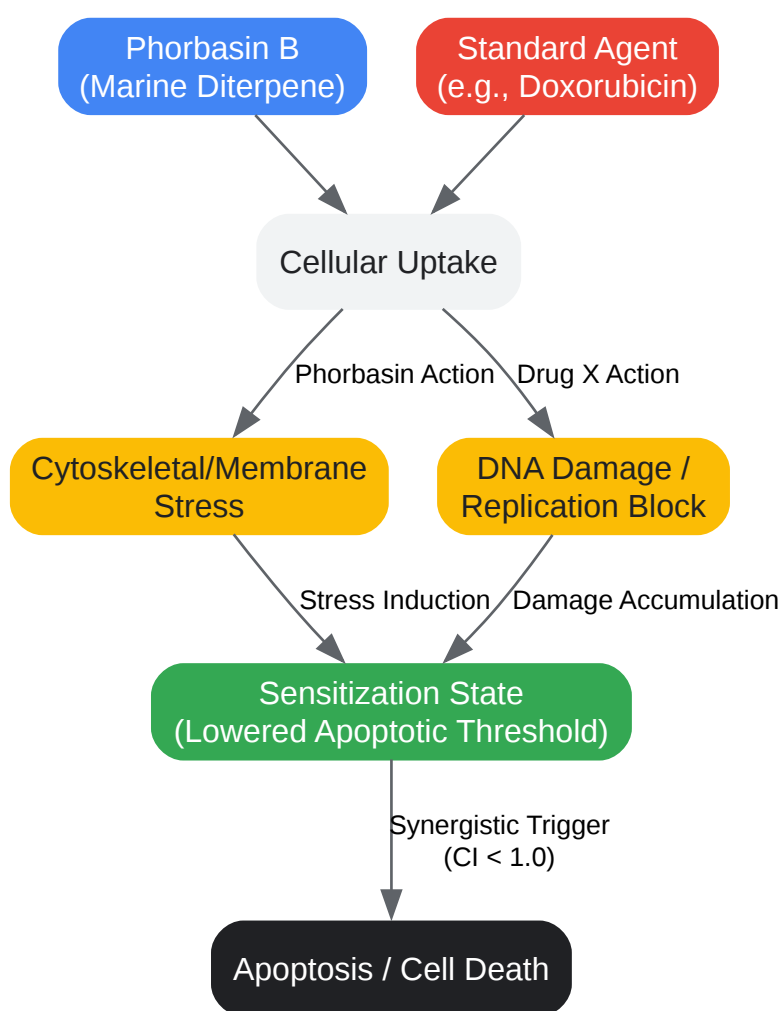 Phorbasin B
(Marine Diterpene)
Standard Agent
(e.g., Doxorubicin)
Cellular Uptake
Phorbasin Action
Drug X Action
Cytoskeletal/Membrane
Stress
DNA Damage /
Replication Block
Stress Induction
Damage Accumulation
Sensitization State
(Lowered Apoptotic Threshold)
Synergistic Trigger
(CI < 1.0)
Apoptosis / Cell Death